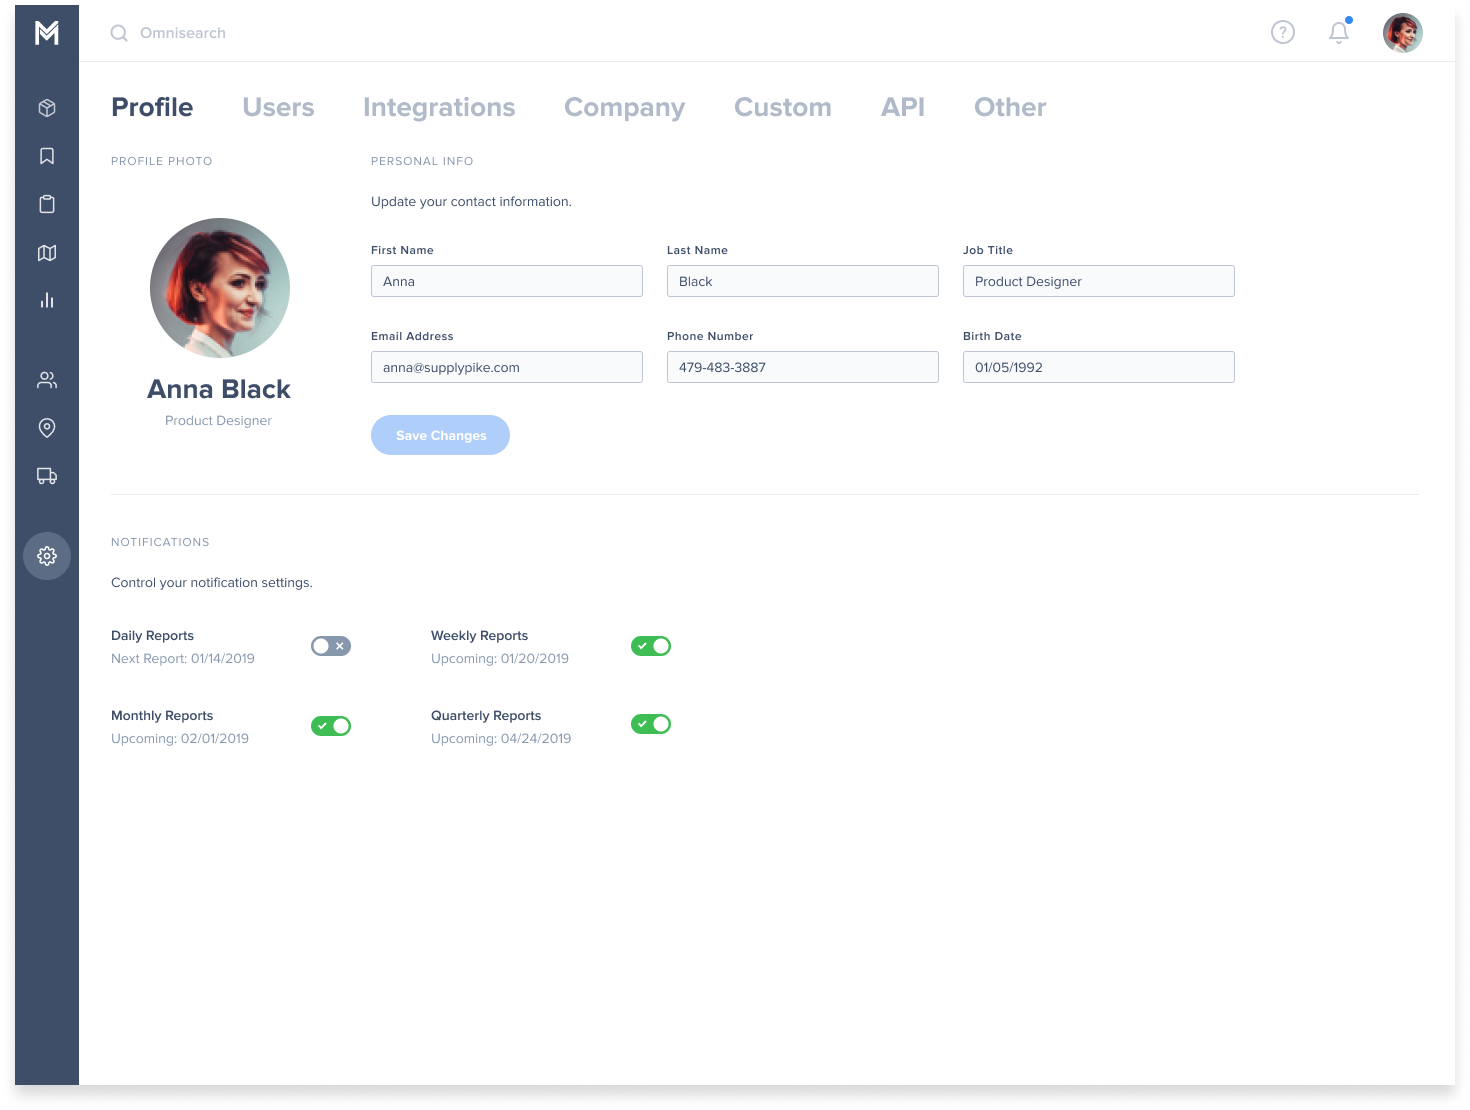 M
Omnisearch
?
Profile
Users
Integrations
Company
Custom
API
Other
PROFILE PHOTO
Anna Black
Product Designer
PERSONAL INFO
Update your contact information.
First Name
Anna
Last Name
Black
Job Title
Product Designer
Email Address
anna@supplypike.com
Phone Number
479-483-3887
Birth Date
01/05/1992
Save Changes
NOTIFICATIONS
Control your notification settings.
Daily Reports
Next Report: 01/14/2019
Weekly Reports
Upcoming: 01/20/2019
Monthly Reports
Upcoming: 02/01/2019
Quarterly Reports
Upcoming: 04/24/2019